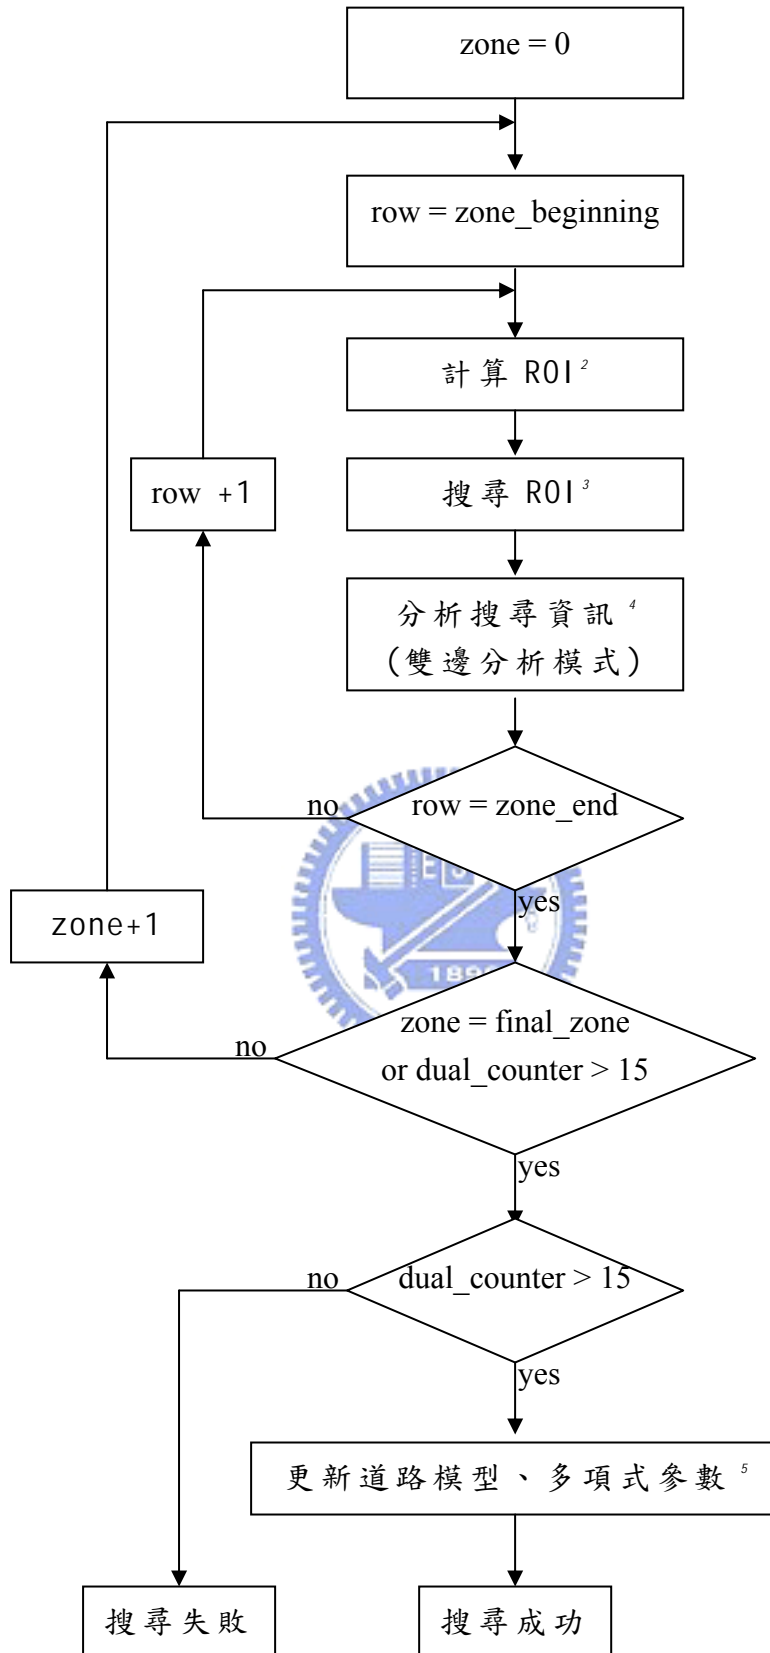 zone = 0
row = zone_beginning
計算 ROI²
row +1
搜尋 ROI³
分析搜尋資訊⁴
(雙邊分析模式)
no
row = zone_end
yes
zone+1
189
no
zone = final_zone
or dual_counter > 15
yes
no
dual_counter > 15
yes
更新道路模型、多項式參數⁵
搜尋失敗
搜尋成功